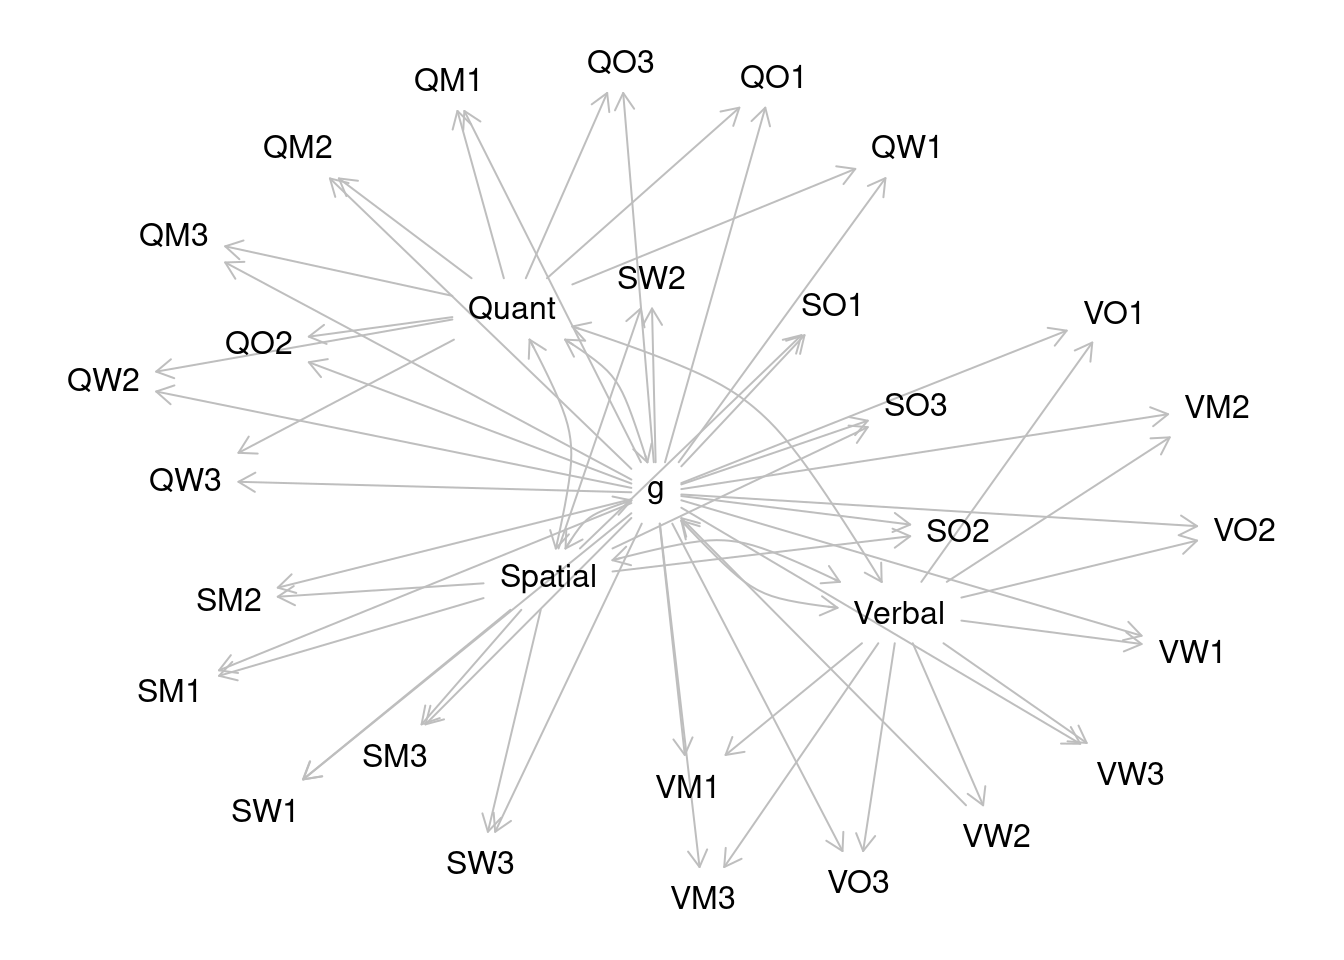 QO3
QM1
QO1
QM2
QW1
QM3
SW2
Quant
SO1
VO1
QO2
QW2
SO3
VM2
QW3
g
SO2
VO2
Spatial
SM2
Verbal
VW1
SM1
SM3
VW3
VM1
SW1
VW2
SW3
VO3
VM3